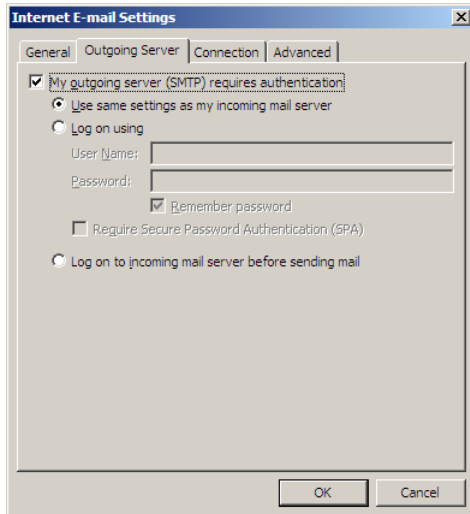 Internet E-mail Settings
General Outgoing Server Connection Advanced
My outgoing server (SMTP) requires authentication
Use same settings as my incoming mail server
Log on using
User Name:
Password:
Remember password
Require Secure Password Authentication (SPA)
Log on to incoming mail server before sending mail
OK Cancel